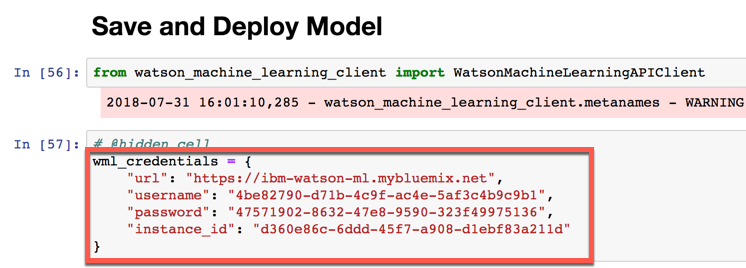 Save and Deploy Model
In [56]: from watson_machine_learning_client import WatsonMachineLearningAPIClient
2018-07-31 16:01:10,285 - watson_machine_learning_client.metanames - WARNING
In [57]: # @hidden cell
wml_credentials = {
"url": "https://ibm-watson-ml.mybluemix.net",
"username": "4be82790-d71b-4c9f-ac4e-5af3c4b9c9b1",
"password": "47571902-8632-47e8-9590-323f49975136",
"instance_id": "d360e86c-6ddd-45f7-a908-d1ebf83a211d"
}